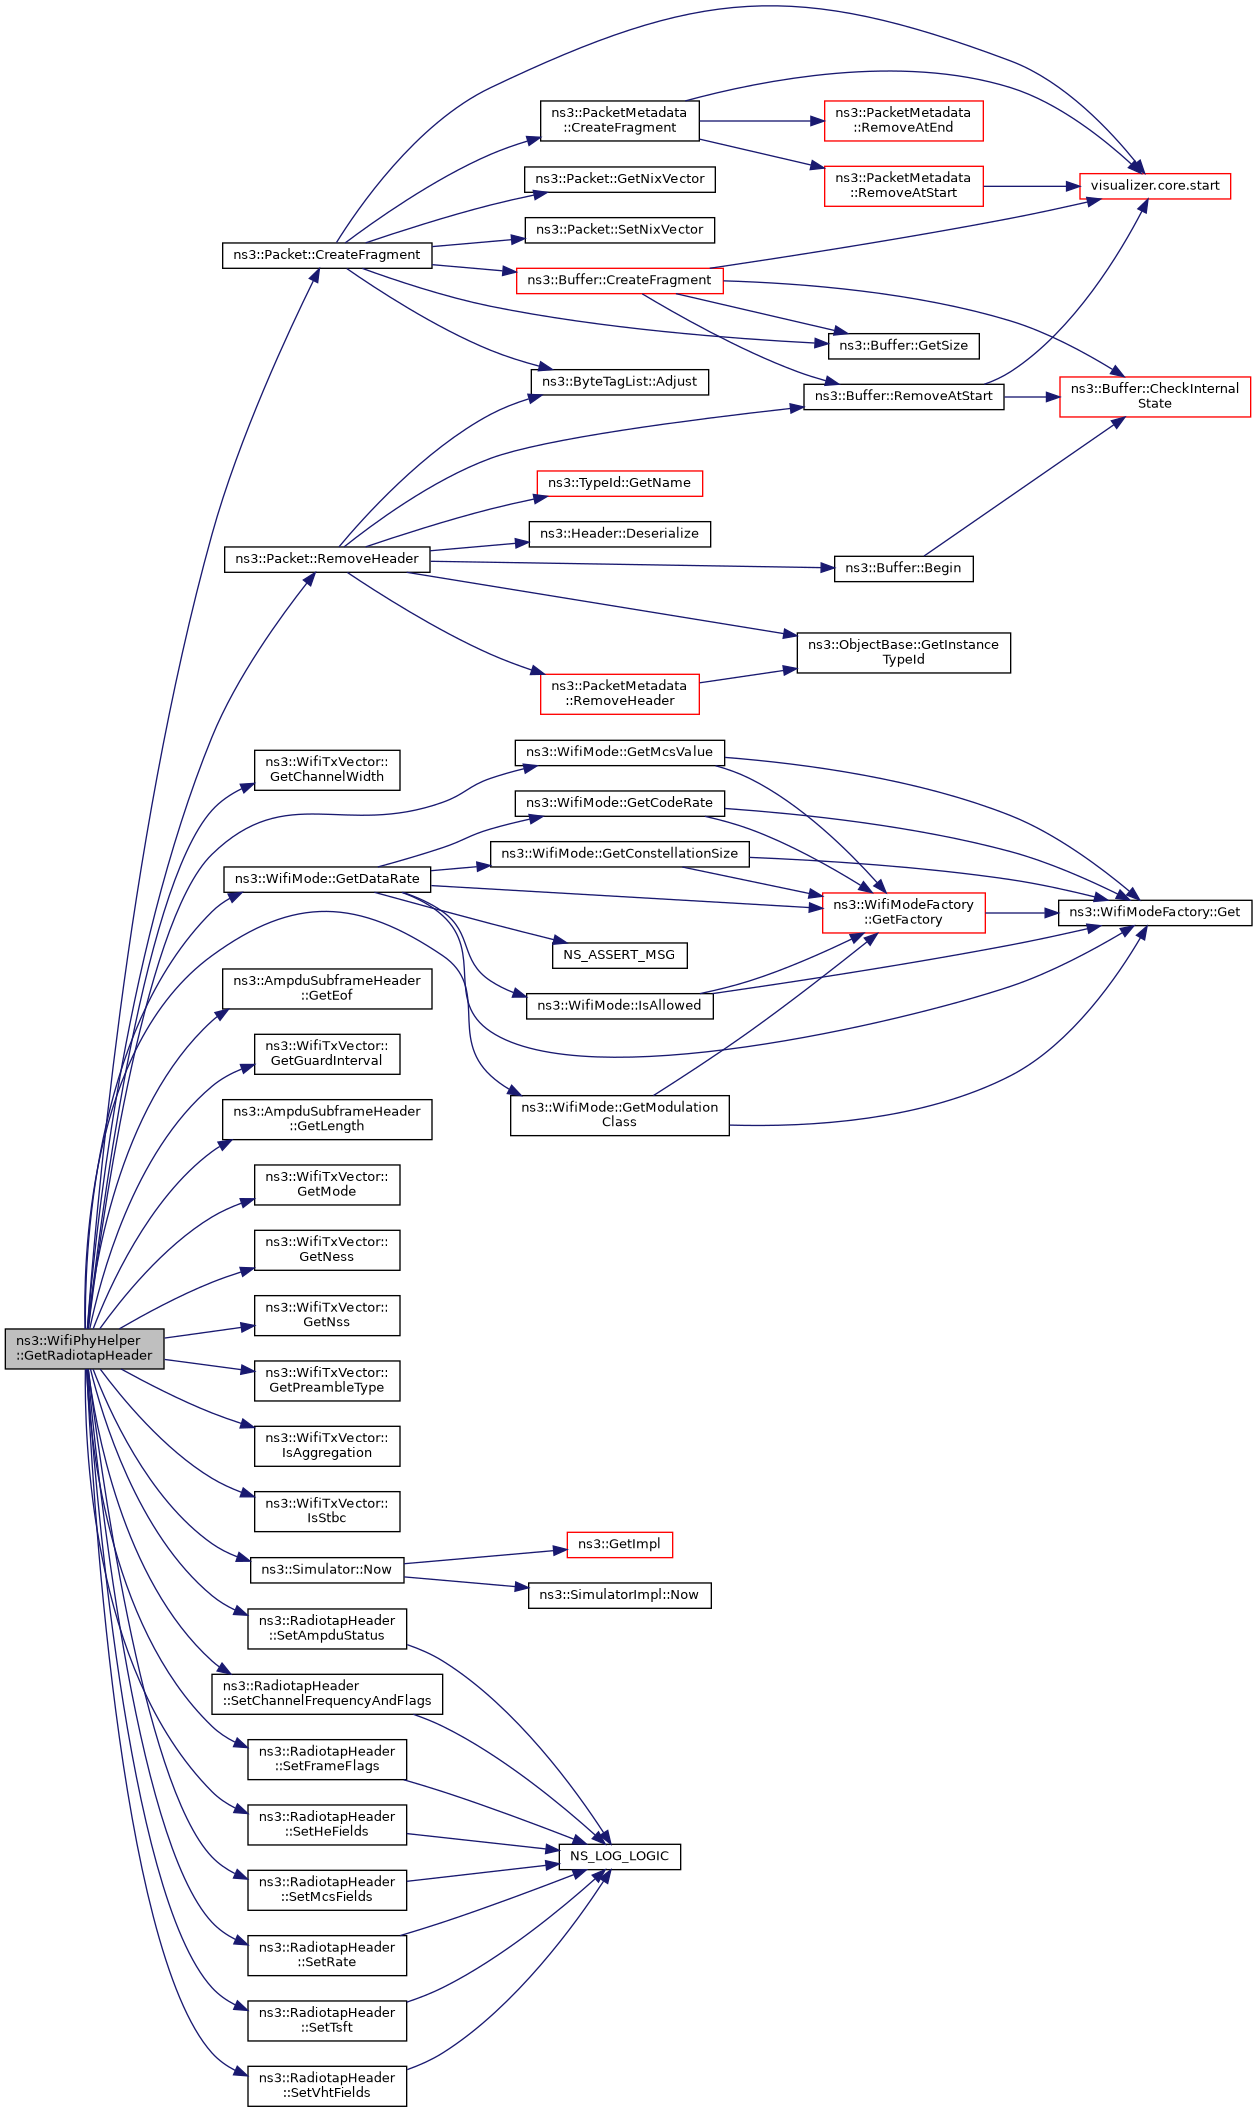 ns3::WifiPhyHelper
::GetRadiotapHeader
ns3::Packet::CreateFragment
ns3::PacketMetadata
::CreateFragment
ns3::PacketMetadata
::RemoveAtEnd
ns3::PacketMetadata
::RemoveAtStart
visualizer.core.start
ns3::Packet::GetNixVector
ns3::Packet::SetNixVector
ns3::Buffer::CreateFragment
ns3::Buffer::GetSize
ns3::ByteTagList::Adjust
ns3::Buffer::RemoveAtStart
ns3::Buffer::CheckInternal
State
ns3::TypeId::GetName
ns3::Header::Deserialize
ns3::Packet::RemoveHeader
ns3::Buffer::Begin
ns3::ObjectBase::GetInstance
TypeId
ns3::PacketMetadata
::RemoveHeader
ns3::WifiTxVector::
GetChannelWidth
ns3::WifiMode::GetMcsValue
ns3::WifiMode::GetCodeRate
ns3::WifiMode::GetConstellationSize
ns3::WifiMode::GetDataRate
ns3::WifiModeFactory
::GetFactory
ns3::WifiModeFactory::Get
NS_ASSERT_MSG
ns3::WifiMode::IsAllowed
ns3::AmpduSubframeHeader
::GetEof
ns3::WifiTxVector::
GetGuardInterval
ns3::AmpduSubframeHeader
::GetLength
ns3::WifiMode::GetModulation
Class
ns3::WifiTxVector::
GetMode
ns3::WifiTxVector::
GetNess
ns3::WifiTxVector::
GetNss
ns3::WifiTxVector::
GetPreambleType
ns3::WifiTxVector::
IsAggregation
ns3::WifiTxVector::
IsStbc
ns3::Simulator::Now
ns3::GetImpl
ns3::SimulatorImpl::Now
ns3::RadiotapHeader
::SetAmpduStatus
ns3::RadiotapHeader
::SetChannelFrequencyAndFlags
ns3::RadiotapHeader
::SetFrameFlags
ns3::RadiotapHeader
::SetHeFields
NS_LOG_LOGIC
ns3::RadiotapHeader
::SetMcsFields
ns3::RadiotapHeader
::SetRate
ns3::RadiotapHeader
::SetTsft
ns3::RadiotapHeader
::SetVhtFields